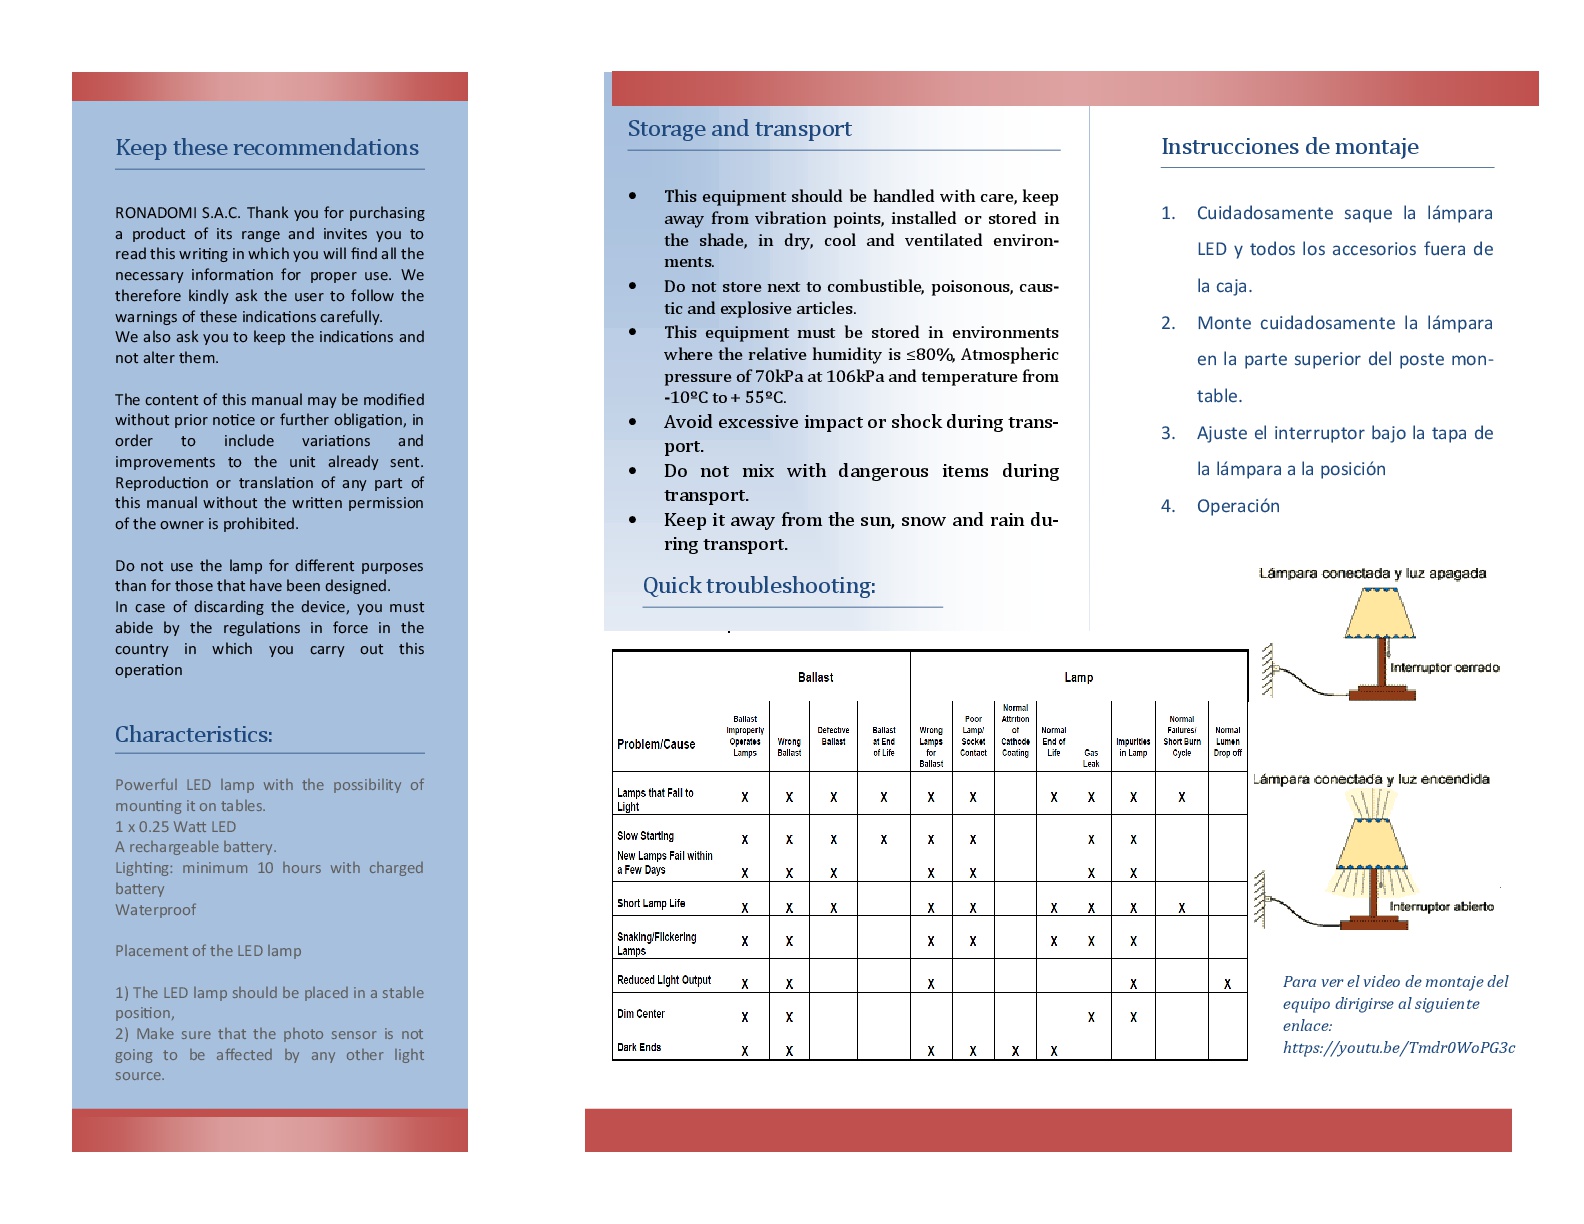 Keep these recommendations
RONADOMI S.A.C. Thank you for purchasing
a product of its range and invites you to
read this writing in which you will find all the
necessary information for proper use. We
therefore kindly ask the user to follow the
warnings of these indications carefully.
We also ask you to keep the indications and
not alter them.
The content of this manual may be modified
without prior notice or further obligation, in
order to include variations and
improvements to the unit already sent.
Reproduction or translation of any part of
this manual without the written permission
of the owner is prohibited.
Do not use the lamp for different purposes
than for those that have been designed.
In case of discarding the device, you must
abide by the regulations in force in the
country in which you carry out this
operation
Characteristics:
Powerful LED lamp with the possibility of
mounting it on tables.
1 x 0.25 Watt LED
A rechargeable battery.
Lighting: minimum 10 hours with charged
battery
Waterproof
Placement of the LED lamp
1) The LED lamp should be placed in a stable
position,
2) Make sure that the photo sensor is not
going to be affected by any other light
source.
Storage and transport
• This equipment should be handled with care, keep
away from vibration points, installed or stored in
the shade, in dry, cool and ventilated environ-
ments.
• Do not store next to combustible, poisonous, caus-
tic and explosive articles.
• This equipment must be stored in environments
where the relative humidity is ≤80%, Atmospheric
pressure of 70kPa at 106kPa and temperature from
-10ºC to + 55ºC.
• Avoid excessive impact or shock during trans-
port.
• Do not mix with dangerous items during
transport.
• Keep it away from the sun, snow and rain du-
ring transport.
Quick troubleshooting:
Ballast Lamp
Problem/Cause
Ballast
Improperly
Operates
Lamps
Wrong
Ballast
Defective
Ballast
Ballast
at End
of Life
Wrong
Lamps
for
Ballast
Poor
Lamp/
Socket
Contact
Normal
Attrition
of
Cathode
Coating
Normal
End of
Life
Gas
Leak
Impurities
in Lamp
Normal
Failures/
Short Burn
Cycle
Normal
Lumen
Drop off
Lamps that Fail to
Light
X X X X X X X X X X
Slow Starting X X X X X X X X
New Lamps Fail within
a Few Days X X X X X X X
Short Lamp Life X X X X X X X X X
Snaking/Flickering
Lamps
X X X X X X X
Reduced Light Output X X X X X
Dim Center X X X X
Dark Ends X X X X X X
Instrucciones de montaje
1. Cuidadosamente saque la lámpara
LED y todos los accesorios fuera de
la caja.
2. Monte cuidadosamente la lámpara
en la parte superior del poste mon-
table.
3. Ajuste el interruptor bajo la tapa de
la lámpara a la posición
4. Operación
Lámpara conectada y luz apagada
Interruptor cerrado
Lámpara conectada y luz encendida
Interruptor abierto
Para ver el video de montaje del
equipo dirigirse al siguiente
enlace:
https://youtu.be/Tmdr0WoPG3c